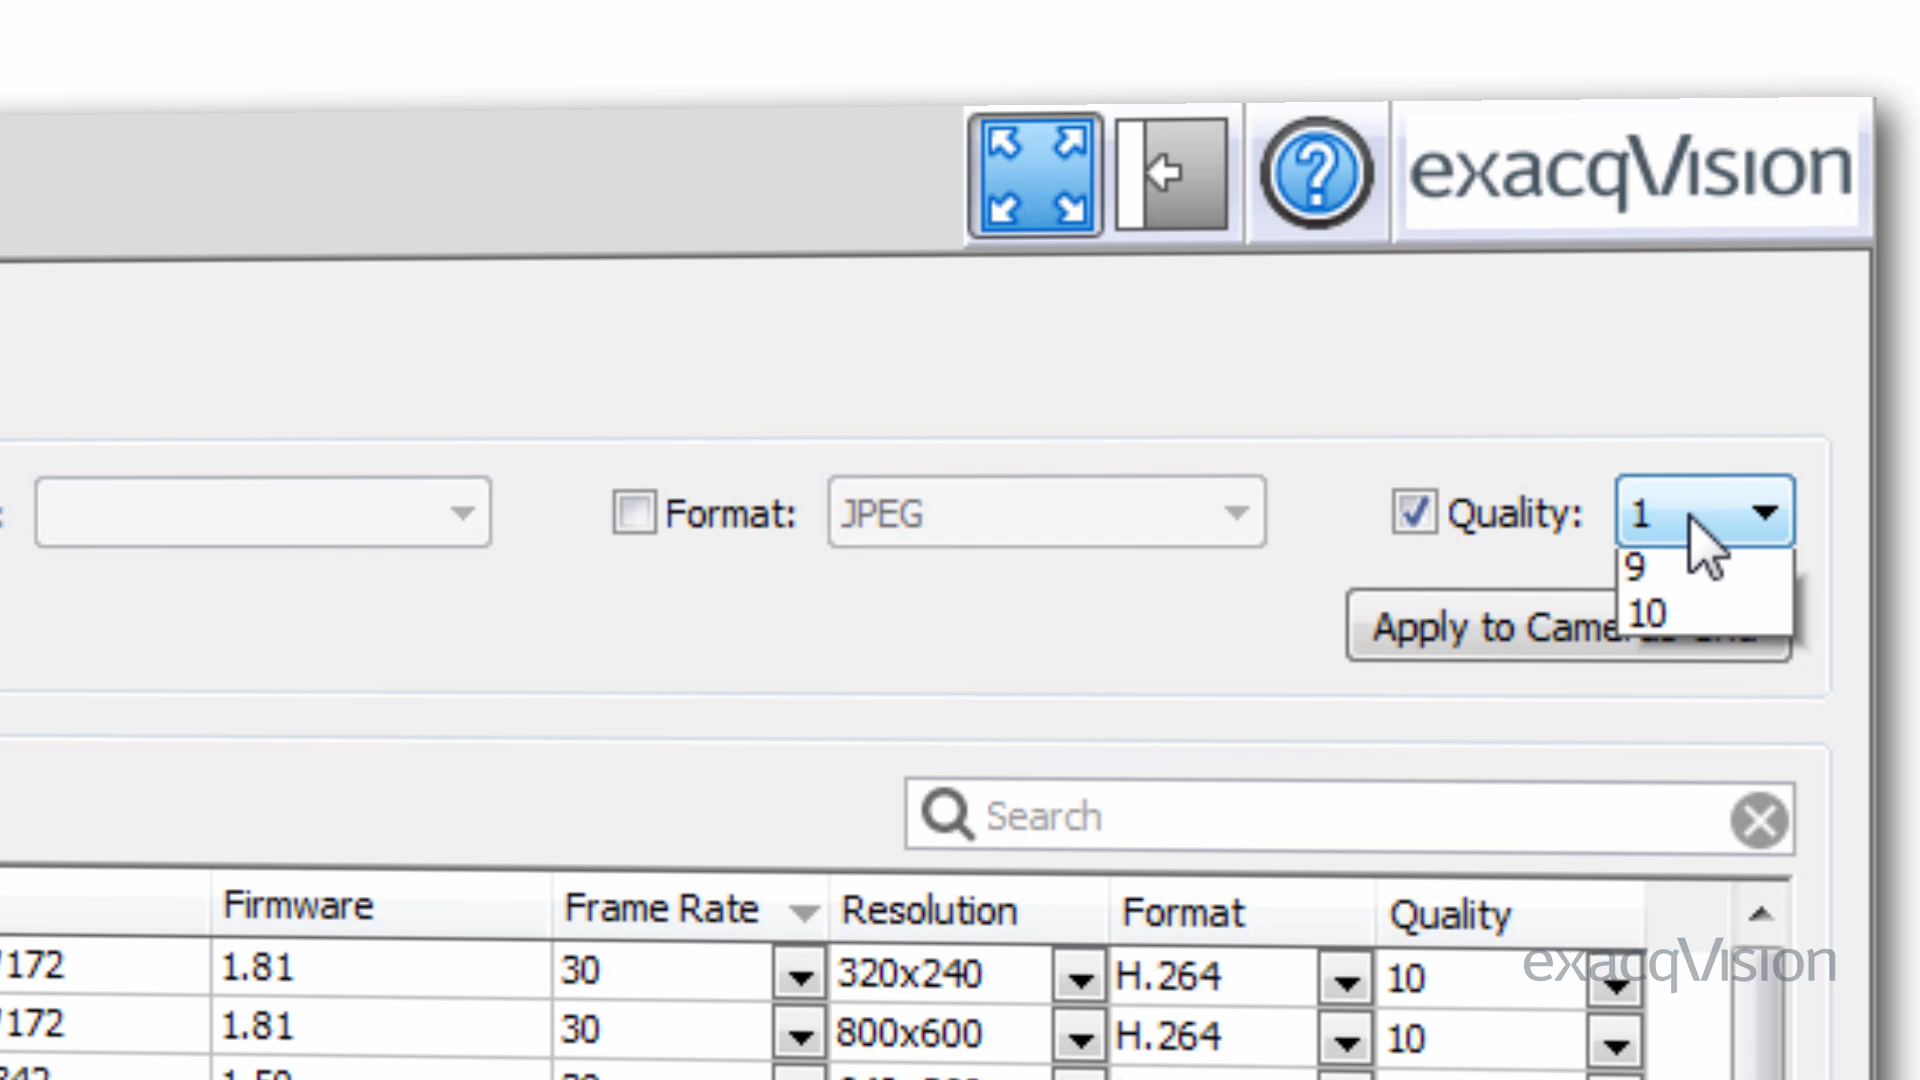 exacqVision
Format: JPEG Quality: 1
9
10
Apply to
Search
Firmware Frame Rate Resolution Format Quality
172 1.81 30 320x240 H.264 10
exacqVision
172 1.81 30 800x600 H.264 10